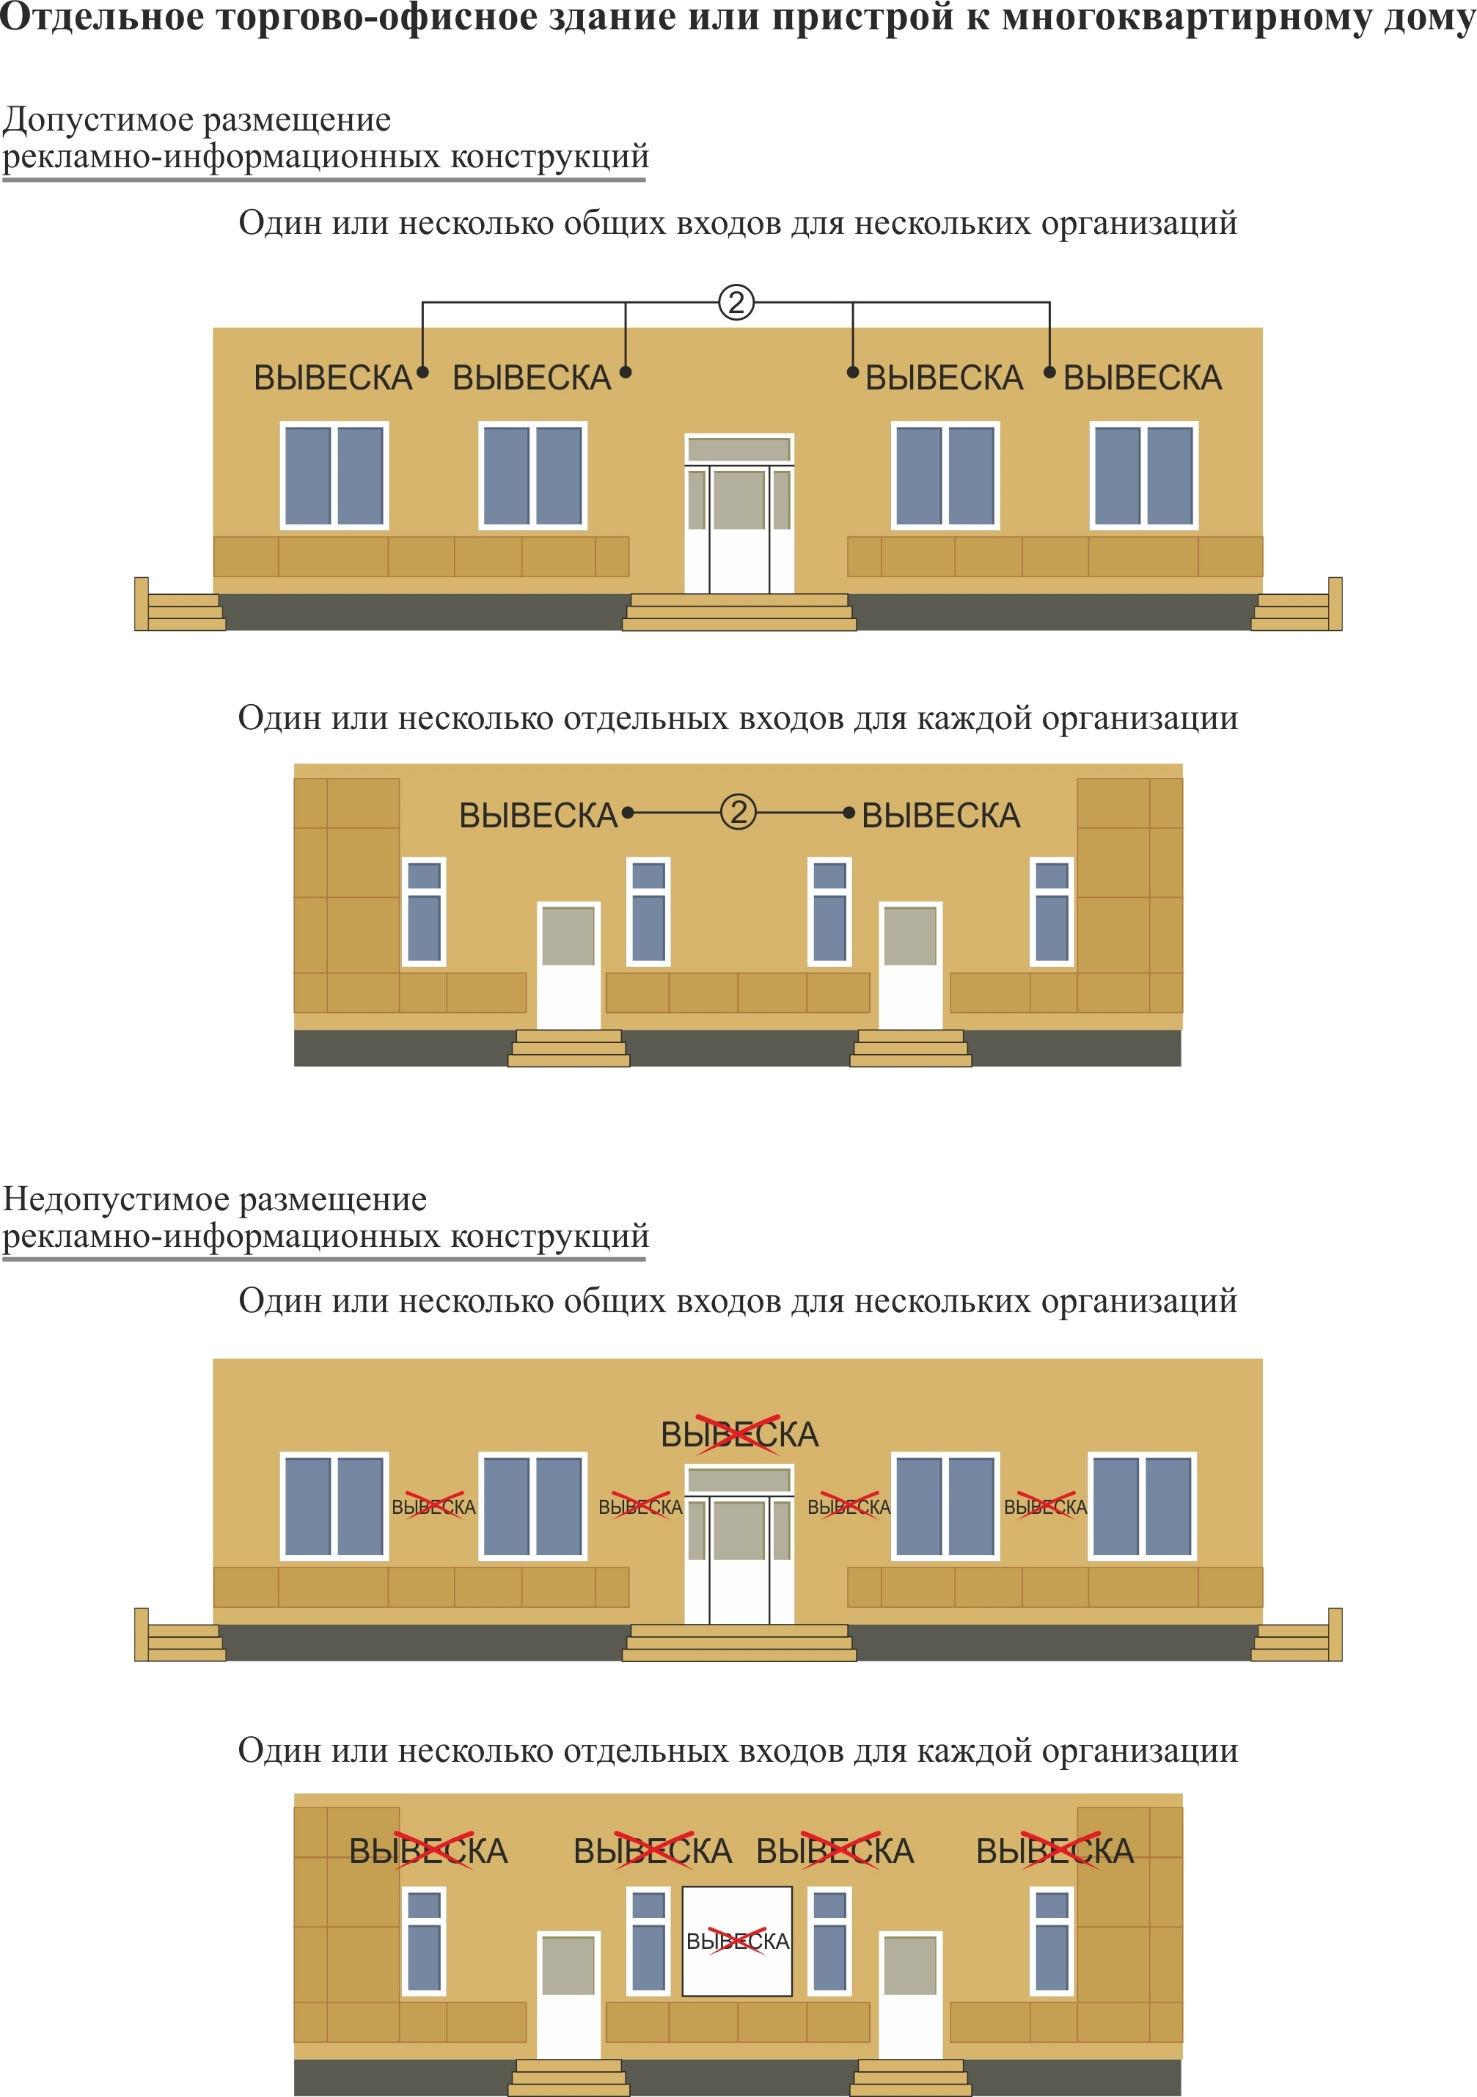 Отдельное торгово-офисное здание или пристрой к многоквартирному дому
Допустимое размещение
рекламно-информационных конструкций
Один или несколько общих входов для нескольких организаций
2
ВЫВЕСКА ВЫВЕСКА ВЫВЕСКА ВЫВЕСКА
Один или несколько отдельных входов для каждой организации
ВЫВЕСКА 2 ВЫВЕСКА
Недопустимое размещение
рекламно-информационных конструкций
Один или несколько общих входов для нескольких организаций
ВЫВЕСКА
ВЫВЕСКА ВЫВЕСКА ВЫВЕСКА ВЫВЕСКА
Один или несколько отдельных входов для каждой организации
ВЫВЕСКА ВЫВЕСКА ВЫВЕСКА ВЫВЕСКА
ВЫВЕСКА